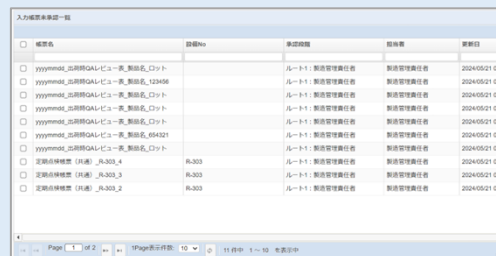 入力帳票未承認一覧
帳票名 設備No 承認段階 担当者 更新日
yyyymmdd_出荷時QAレビュー表_製品名_ロット- ルート1：製造管理責任者 製造管理責任者 2024/05/21 0
yyyymmdd_出荷時QAレビュー表_製品名_123456 ルート1：製造管理責任者 製造管理責任者 2024/05/21 0
yyyymmdd_出荷時QAレビュー表_製品名_ロット- ルート1：製造管理責任者 製造管理責任者 2024/05/21 0
yyyymmdd_出荷時QAレビュー表_製品名_ロット- ルート1：製造管理責任者 製造管理責任者 2024/05/21 0
yyyymmdd_出荷時QAレビュー表_製品名_654321 ルート1：製造管理責任者 製造管理責任者 2024/05/21 0
yyyymmdd_出荷時QAレビュー表_製品名_ロット- ルート1：製造管理責任者 製造管理責任者 2024/05/21 0
定期点検帳票（共通）_R-303_4 R-303 ルート1：製造管理責任者 製造管理責任者 2024/05/21 0
定期点検帳票（共通）_R-303_3 R-303 ルート1：製造管理責任者 製造管理責任者 2024/05/21 0
定期点検帳票（共通）_R-303_2 R-303 ルート1：製造管理責任者 製造管理責任者 2024/05/21 0
Page 1 of 2 1Page表示件数: 10 11 件中 1 ～ 10 を表示中